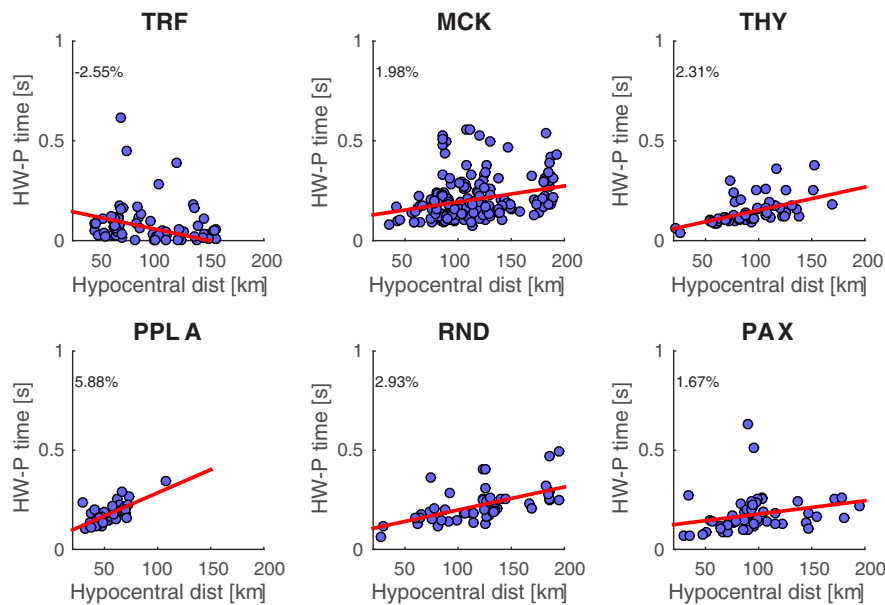 TRF MCK THY
1 1 1
-2.55% 1.98% 2.31%
HW-P time [s] HW-P time [s] HW-P time [s]
0.5 0.5 0.5
0 0 0
50 100 150 200 50 100 150 200 50 100 150 200
Hypocentral dist [km] Hypocentral dist [km] Hypocentral dist [km]
PPLA RND PAX
1 1 1
5.88% 2.93% 1.67%
HW-P time [s] HW-P time [s] HW-P time [s]
0.5 0.5 0.5
0 0 0
50 100 150 200 50 100 150 200 50 100 150 200
Hypocentral dist [km] Hypocentral dist [km] Hypocentral dist [km]